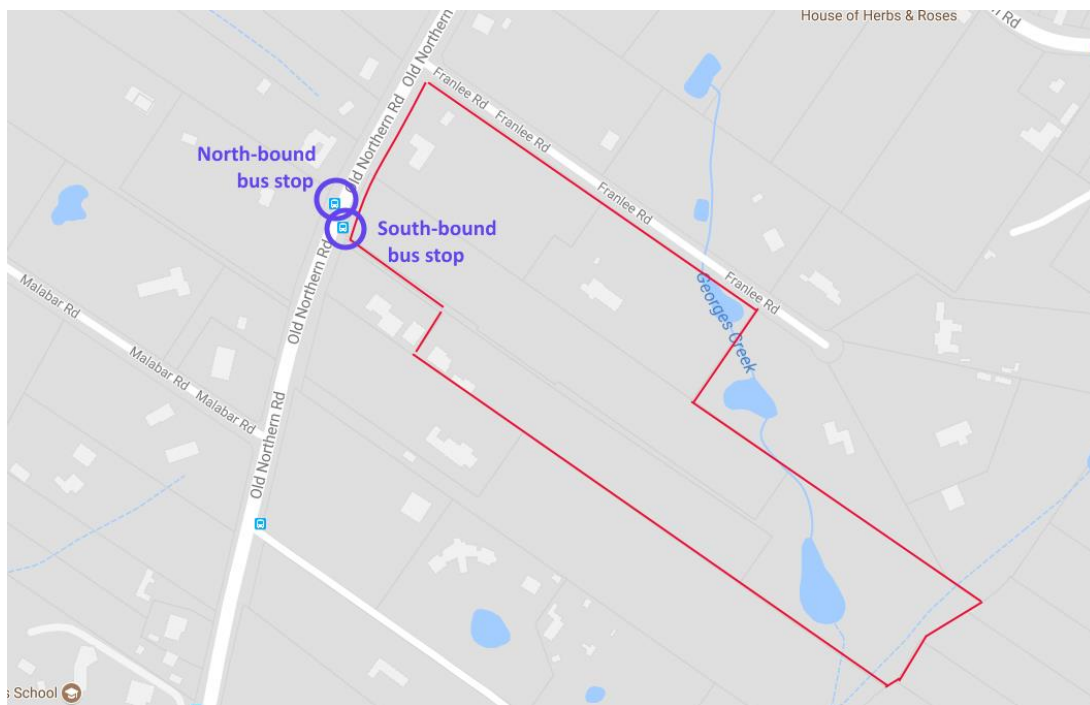 House of Herbs & Roses
n Rd
Old Northern Rd
Old Northern
Franlee Rd
Franlee Rd
Franlee Rd
Franlee Rd
North-bound
bus stop
South-bound
bus stop
Old Northern Rd
Malabar Rd
Malabar Rd
Malabar Rd
Georges Creek
Old Northern Rd
s School